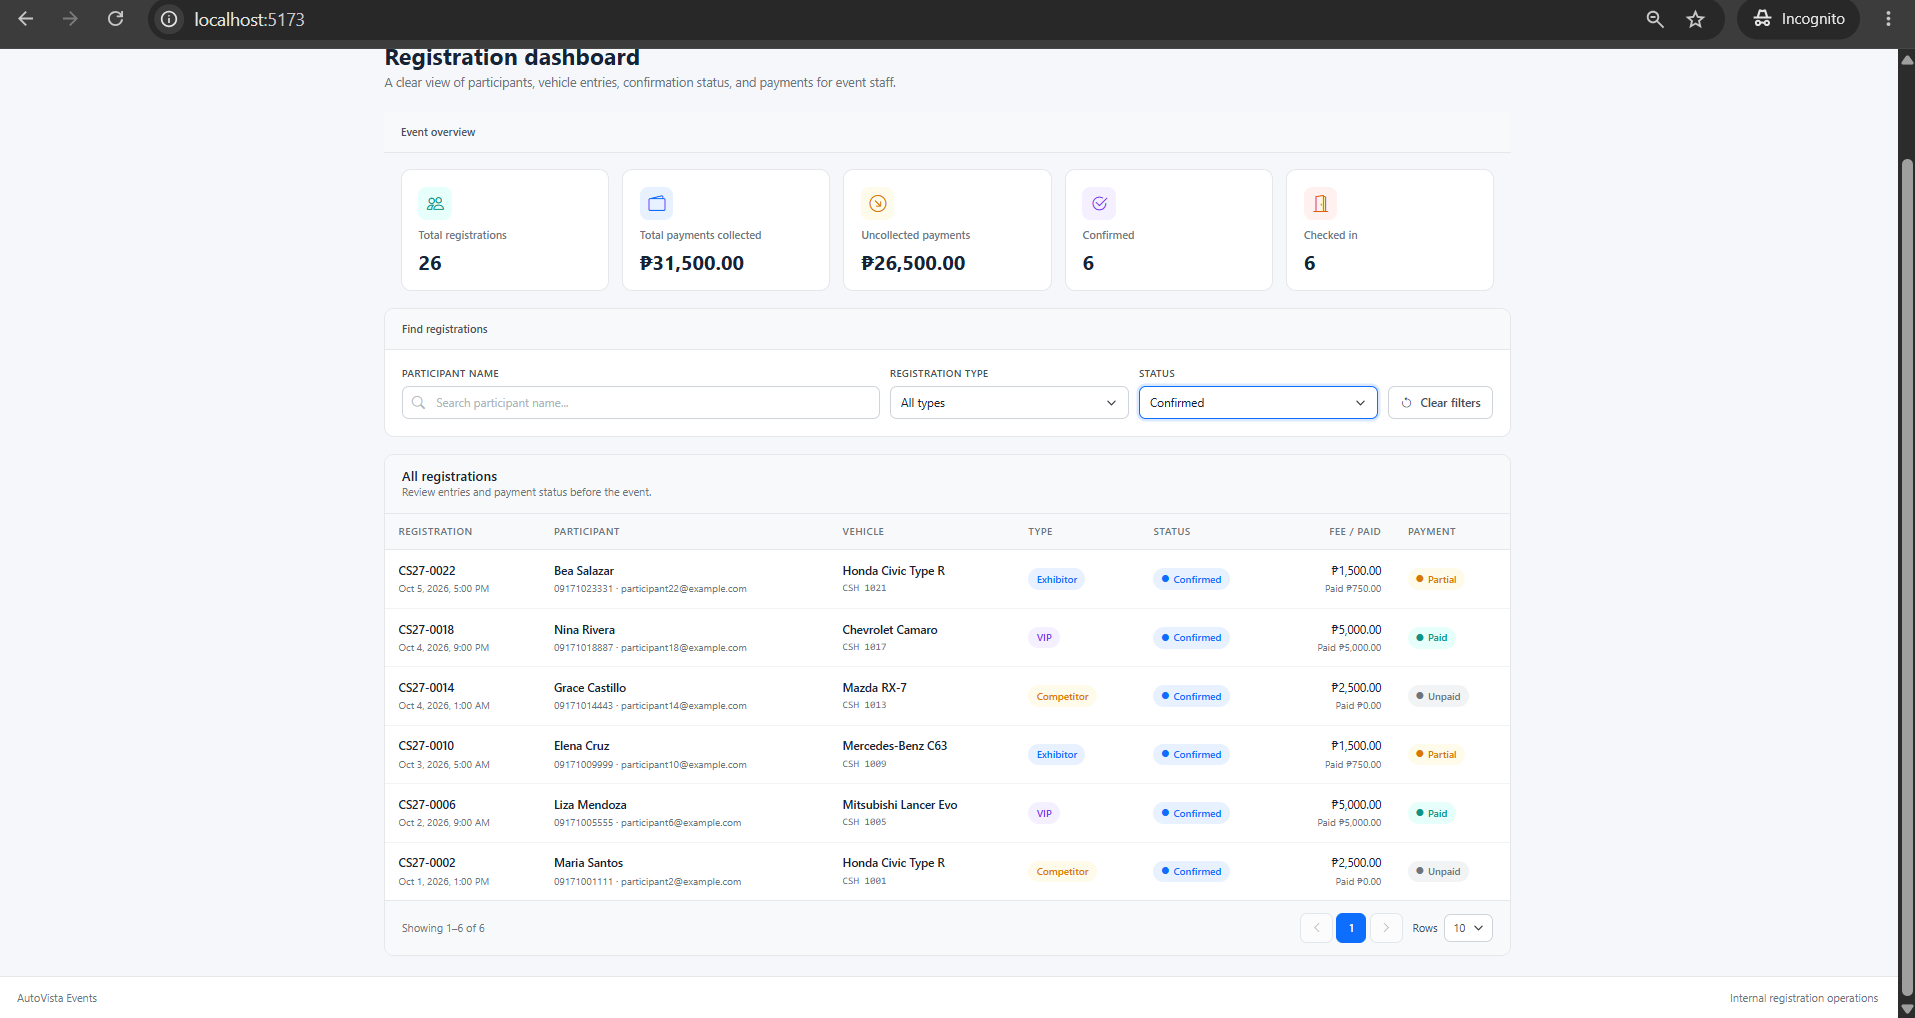 localhost:5173
Incognito
Registration dashboard
A clear view of participants, vehicle entries, confirmation status, and payments for event staff.
Event overview
Total registrations
26
Total payments collected
₱31,500.00
Uncollected payments
₱26,500.00
Confirmed
6
Checked in
6
Find registrations
PARTICIPANT NAME
Search participant name...
REGISTRATION TYPE
All types
STATUS
Confirmed
Clear filters
All registrations
Review entries and payment status before the event.
REGISTRATION PARTICIPANT VEHICLE TYPE STATUS FEE / PAID PAYMENT
CS27-0022 Bea Salazar Honda Civic Type R Exhibitor Confirmed ₱1,500.00 Partial
Oct 5, 2026, 5:00 PM 09171023331 · participant22@example.com CSH 1021 Paid ₱750.00
CS27-0018 Nina Rivera Chevrolet Camaro VIP Confirmed ₱5,000.00 Paid
Oct 4, 2026, 9:00 PM 09171018887 · participant18@example.com CSH 1017 Paid ₱5,000.00
CS27-0014 Grace Castillo Mazda RX-7 Competitor Confirmed ₱2,500.00 Unpaid
Oct 4, 2026, 1:00 AM 09171014443 · participant14@example.com CSH 1013 Paid ₱0.00
CS27-0010 Elena Cruz Mercedes-Benz C63 Exhibitor Confirmed ₱1,500.00 Partial
Oct 3, 2026, 5:00 AM 09171009999 · participant10@example.com CSH 1009 Paid ₱750.00
CS27-0006 Liza Mendoza Mitsubishi Lancer Evo VIP Confirmed ₱5,000.00 Paid
Oct 2, 2026, 9:00 AM 09171005555 · participant6@example.com CSH 1005 Paid ₱5,000.00
CS27-0002 Maria Santos Honda Civic Type R Competitor Confirmed ₱2,500.00 Unpaid
Oct 1, 2026, 1:00 PM 09171001111 · participant2@example.com CSH 1001 Paid ₱0.00
Showing 1–6 of 6
1
Rows 10
AutoVista Events
Internal registration operations